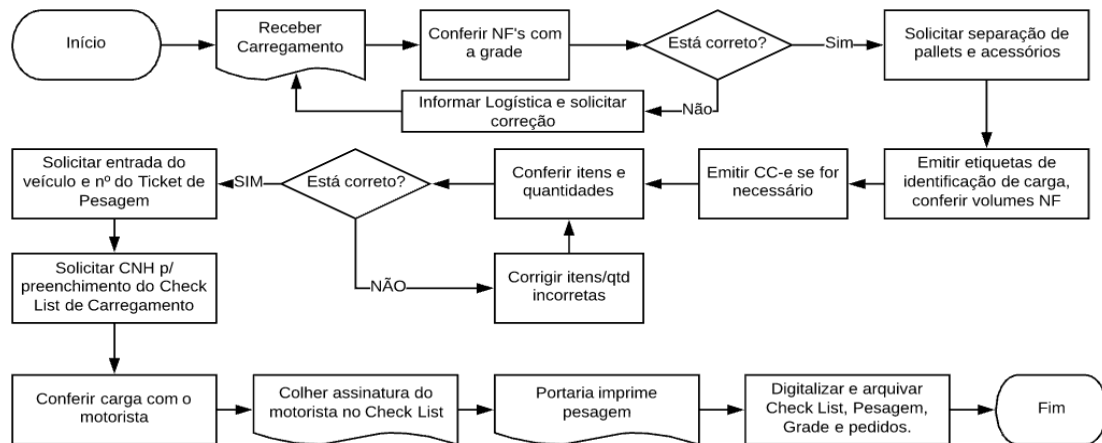 Início
Receber
Carregamento
Conferir NF's com
a grade
Está correto?
Sim
Solicitar separação de
pallets e acessórios
Não
Informar Logística e solicitar
correção
Solicitar entrada do
veículo e nº do Ticket de
Pesagem
SIM
Está correto?
Conferir itens e
quantidades
Emitir CC-e se for
necessário
Emitir etiquetas de
identificação de carga,
conferir volumes NF
NÃO
Corrigir itens/qtd
incorretas
Solicitar CNH p/
preenchimento do Check
List de Carregamento
Conferir carga com o
motorista
Colher assinatura do
motorista no Check List
Portaria imprime
pesagem
Digitalizar e arquivar
Check List, Pesagem,
Grade e pedidos.
Fim